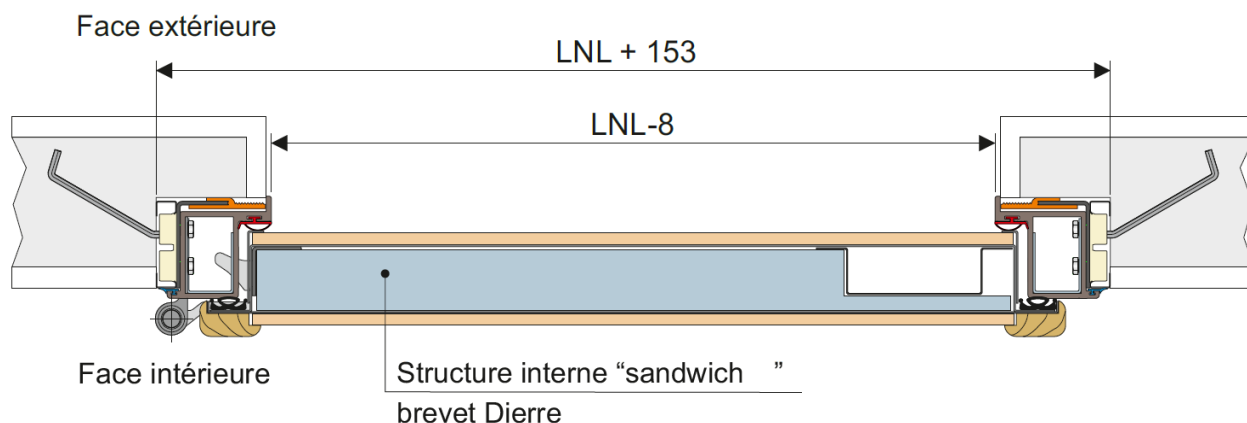 Face extérieure
LNL + 153
LNL-8
Face intérieure
Structure interne “sandwich ”
brevet Dierre